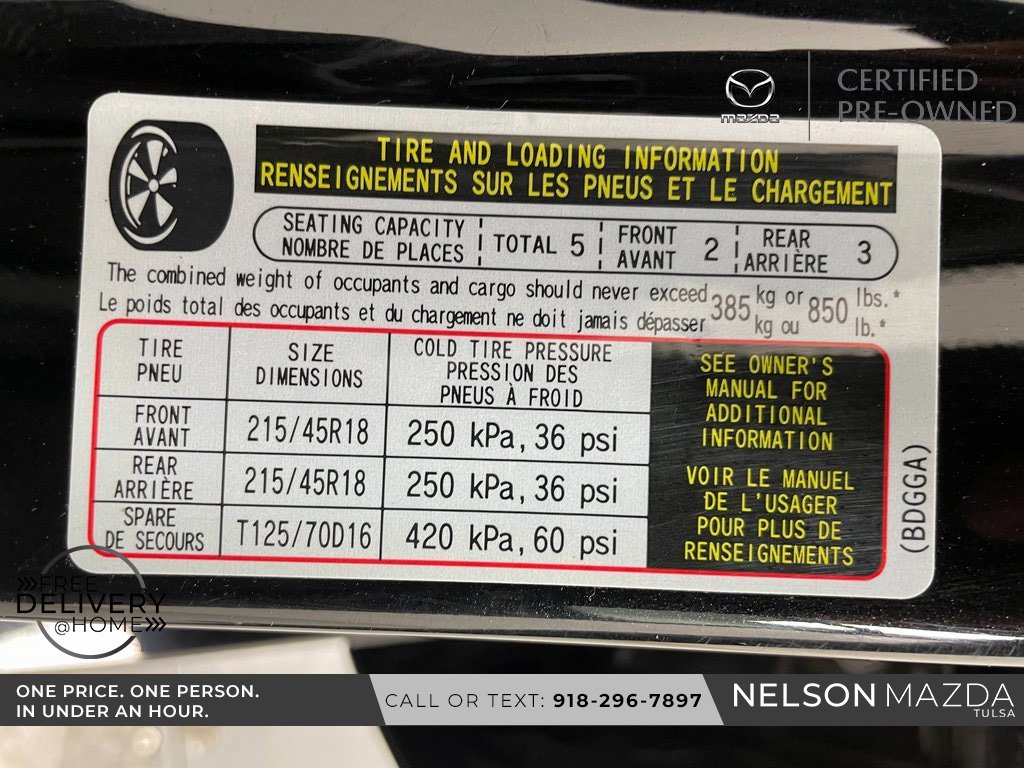 mazda
CERTIFIED
PRE-OWNED
TIRE AND LOADING INFORMATION
RENSEIGNEMENTS SUR LES PNEUS ET LE CHARGEMENT
SEATING CAPACITY
NOMBRE DE PLACES
TOTAL 5
FRONT
AVANT
2
REAR
ARRIÈRE
3
The combined weight of occupants and cargo should never exceed 385 kg or 850 lbs.*
Le poids total des occupants et du chargement ne doit jamais dépasser kg ou lb.*
TIRE
PNEU
SIZE
DIMENSIONS
COLD TIRE PRESSURE
PRESSION DES
PNEUS À FROID
FRONT
AVANT
215/45R18
250 kPa, 36 psi
REAR
ARRIÈRE
215/45R18
250 kPa, 36 psi
SPARE
DE SECOURS
T125/70D16
420 kPa, 60 psi
SEE OWNER'S
MANUAL FOR
ADDITIONAL
INFORMATION
VOIR LE MANUEL
DE L'USAGER
POUR PLUS DE
RENSEIGNEMENTS
(BDGGA)
FREE
DELIVERY
@HOME
ONE PRICE. ONE PERSON.
IN UNDER AN HOUR.
CALL OR TEXT: 918-296-7897
NELSON MAZDA
TULSA